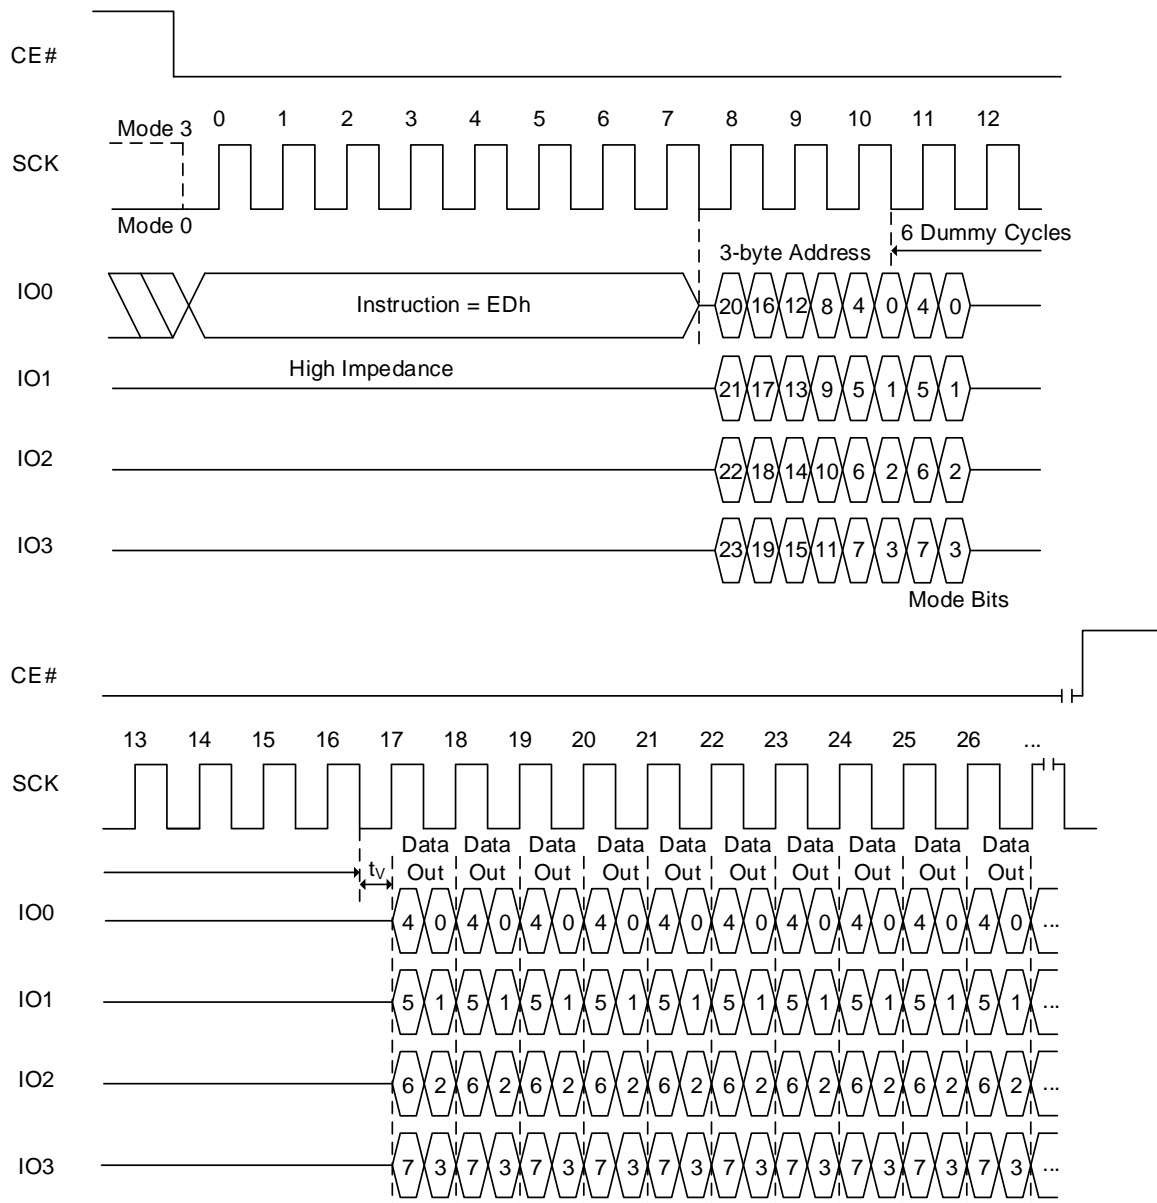 CE#
Mode 3
0 1 2 3 4 5 6 7 8 9 10 11 12
SCK
Mode 0
6 Dummy Cycles
3-byte Address
IO0
Instruction = EDh
20 16 12 8 4 0 4 0
High Impedance
IO1
21 17 13 9 5 1 5 1
IO2
22 18 14 10 6 2 6 2
IO3
23 19 15 11 7 3 7 3
Mode Bits
CE#
13 14 15 16 17 18 19 20 21 22 23 24 25 26 ...
SCK
Data Data Data Data Data Data Data Data Data Data
tV Out Out Out Out Out Out Out Out Out Out
IO0
4 0 4 0 4 0 4 0 4 0 4 0 4 0 4 0 4 0 4 0 ...
IO1
5 1 5 1 5 1 5 1 5 1 5 1 5 1 5 1 5 1 5 1 ...
IO2
6 2 6 2 6 2 6 2 6 2 6 2 6 2 6 2 6 2 6 2 ...
IO3
7 3 7 3 7 3 7 3 7 3 7 3 7 3 7 3 7 3 7 3 ...